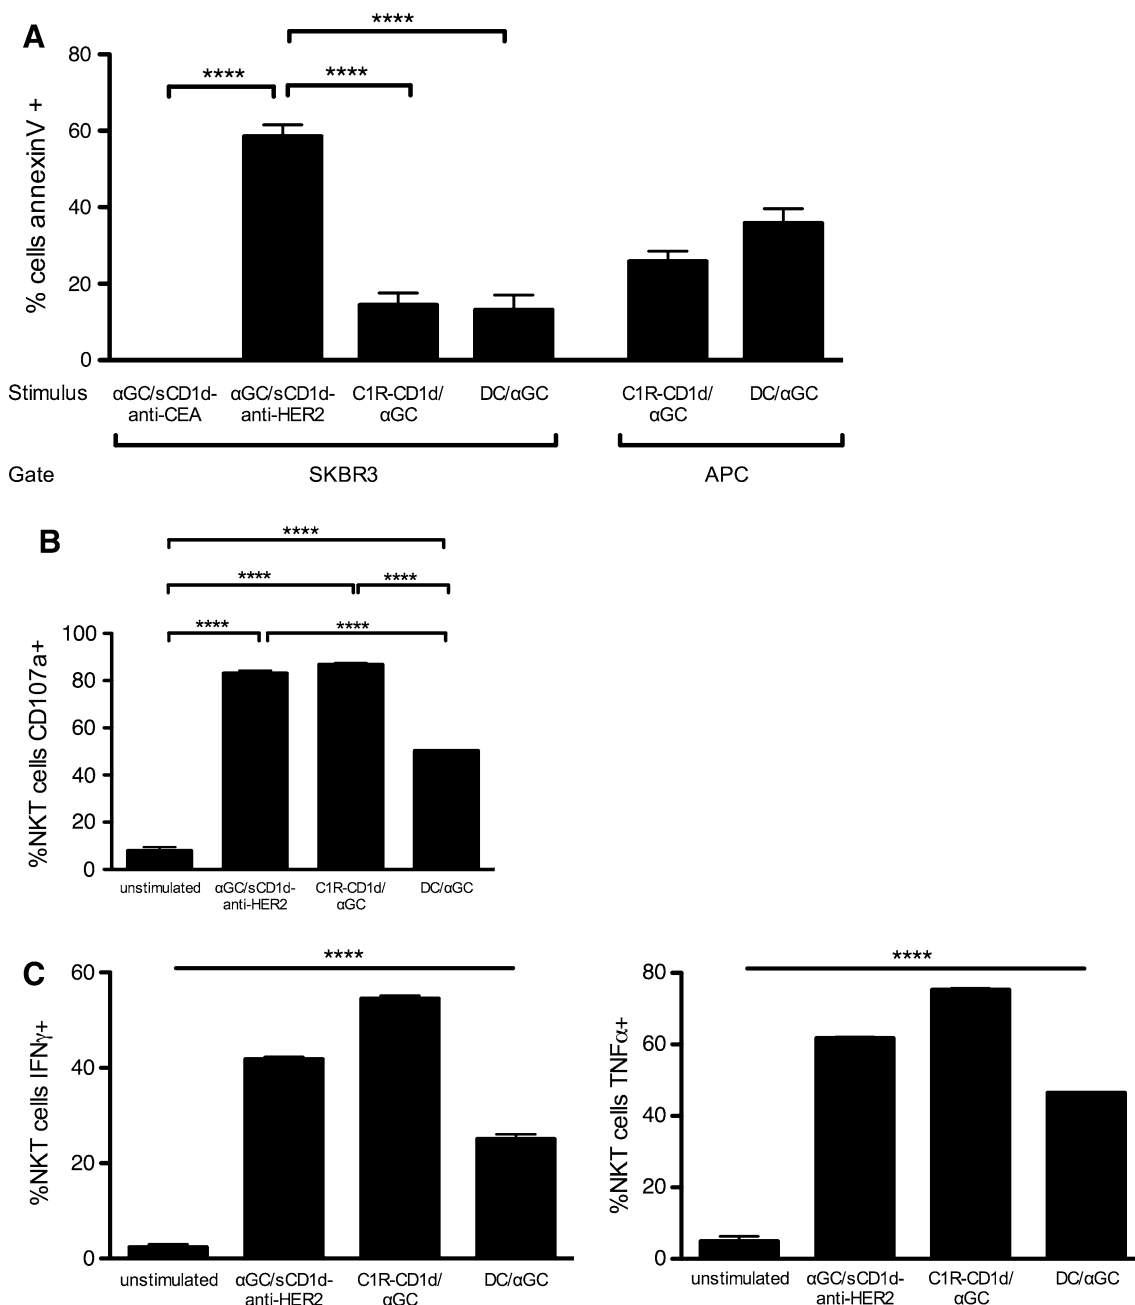 A
****
****
****
% cells annexinV +
80
60
40
20
0
Stimulus
αGC/sCD1d-
anti-CEA
αGC/sCD1d-
anti-HER2
C1R-CD1d/
αGC
DC/αGC
C1R-CD1d/
αGC
DC/αGC
Gate
SKBR3
APC
B
****
****
****
****
****
%NKT cells CD107a+
100
80
60
40
20
0
unstimulated
αGC/sCD1d-
anti-HER2
C1R-CD1d/
αGC
DC/αGC
C
****
%NKT cells IFNγ+
60
40
20
0
unstimulated
αGC/sCD1d-
anti-HER2
C1R-CD1d/
αGC
DC/αGC
****
%NKT cells TNFα+
80
60
40
20
0
unstimulated
αGC/sCD1d-
anti-HER2
C1R-CD1d/
αGC
DC/αGC